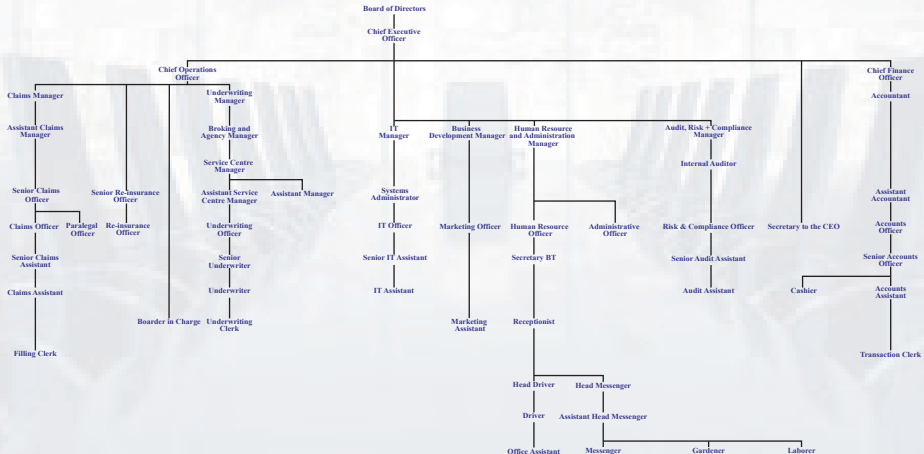 Board of Directors
Chief Executive
Officer
Chief Operations
Officer
Chief Finance
Officer
Claims Manager
Underwriting
Manager
Accountant
Assistant Claims
Manager
Broking and
Agency Manager
IT
Manager
Business
Development Manager
Human Resource
and Administration
Manager
Audit, Risk + Compliance
Manager
Service Centre
Manager
Internal Auditor
Senior Claims
Officer
Senior Re-insurance
Officer
Assistant Service
Centre Manager
Assistant Manager
Systems
Administrator
Assistant
Accountant
Claims Officer
Paralegal
Officer
Re-insurance
Officer
Underwriting
Officer
IT Officer
Marketing Officer
Human Resource
Officer
Administrative
Officer
Risk & Compliance Officer
Secretary to the CEO
Accounts
Officer
Senior Claims
Assistant
Senior
Underwriter
Senior IT Assistant
Secretary BT
Senior Audit Assistant
Senior Accounts
Officer
Claims Assistant
Underwriter
IT Assistant
Audit Assistant
Cashier
Accounts
Assistant
Boarder in Charge
Underwriting
Clerk
Marketing
Assistant
Receptionist
Filling Clerk
Transaction Clerk
Head Driver
Head Messenger
Driver
Assistant Head Messenger
Office Assistant
Messenger
Gardener
Laborer